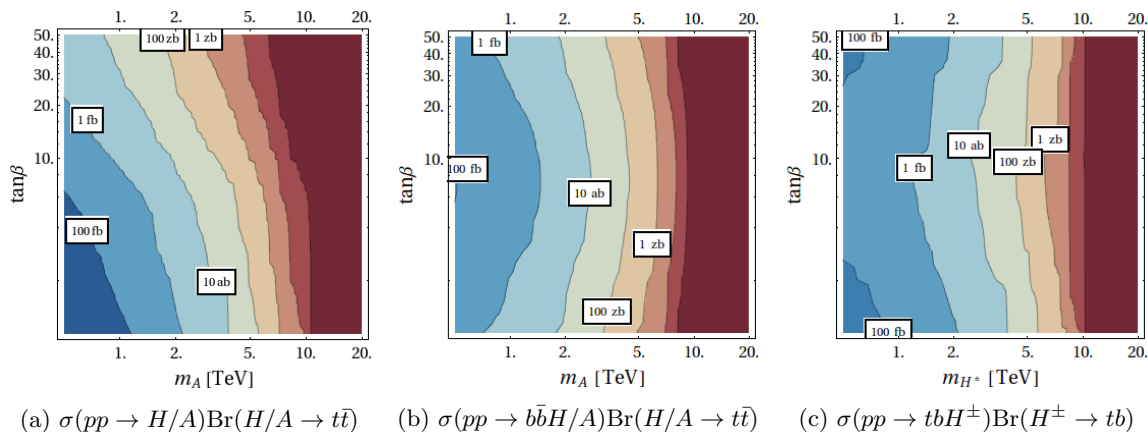 1. 2. 5. 10. 20.
50.
40.
30.
20.
10.
tanβ
100 zb
1 zb
1 fb
100 fb
10 ab
1. 2. 5. 10. 20.
m_A [TeV]
(a) σ(pp → H/A)Br(H/A → tt̄)
1. 2. 5. 10. 20.
50.
40.
30.
20.
10.
tanβ
1 fb
100 fb
10 ab
1 zb
100 zb
1. 2. 5. 10. 20.
m_A [TeV]
(b) σ(pp → bb̄H/A)Br(H/A → tt̄)
1. 2. 5. 10. 20.
50.
40.
30.
20.
10.
tanβ
100 fb
1 fb
10 ab
100 zb
1 zb
100 fb
1. 2. 5. 10. 20.
m_H± [TeV]
(c) σ(pp → tbH±)Br(H± → tb)